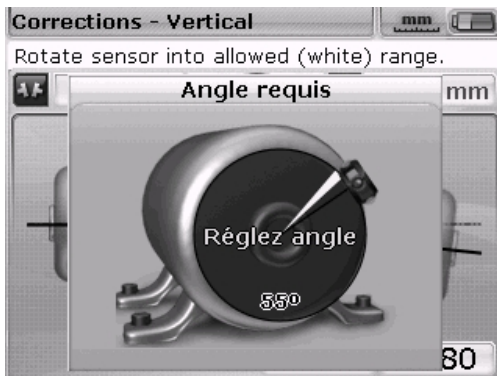 Corrections - Vertical
mm
Rotate sensor into allowed (white) range.
Angle requis
mm
Réglez angle
55º
80